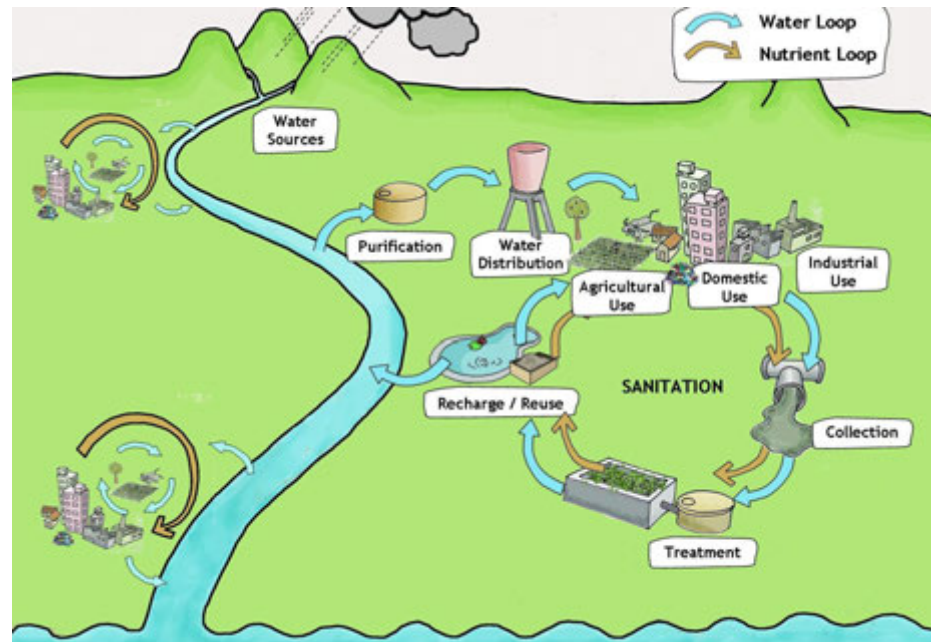 Water Loop
Nutrient Loop
Water
Sources
Purification
Water
Distribution
Agricultural
Use
Domestic
Use
Industrial
Use
Recharge / Reuse
SANITATION
Collection
Treatment